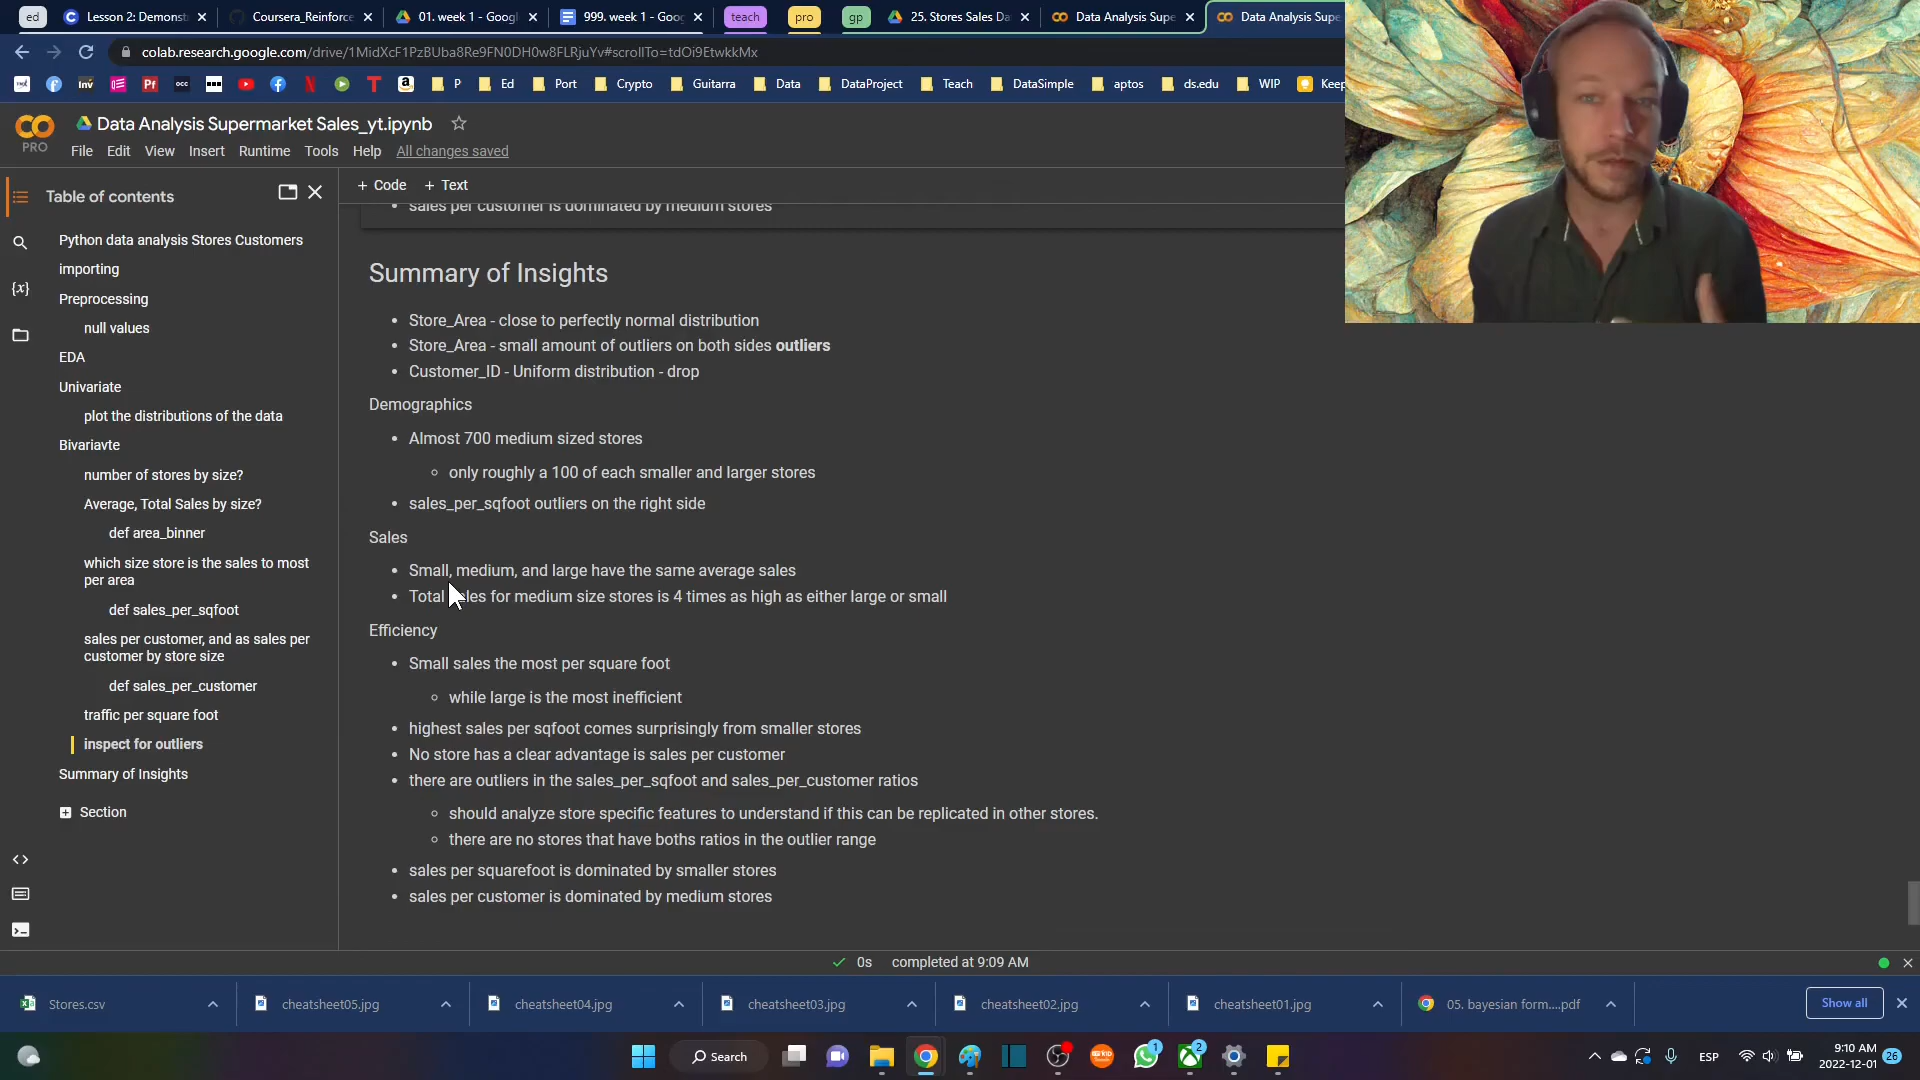 ed
Lesson 2: Demonst
Coursera_Reinforce
01. week 1 - Googl
999. week 1 - Goog
teach
pro
gp
25. Stores Sales Da
Data Analysis Supe
Data Analysis Supe
colab.research.google.com/drive/1MidXcF1PzBUba8Re9FN0DH0w8FLRjuYv#scrollTo=tdOi9EtwkkMx
inv
Pf
occ
P
Ed
Port
Crypto
Guitarra
Data
DataProject
Teach
DataSimple
aptos
ds.edu
WIP
Keep
PRO
Data Analysis Supermarket Sales_yt.ipynb
File Edit View Insert Runtime Tools Help All changes saved
Table of contents
+ Code + Text
sales per customer is dominated by medium stores
Python data analysis Stores Customers
importing
Preprocessing
null values
EDA
Univariate
plot the distributions of the data
Bivariavte
number of stores by size?
Average, Total Sales by size?
def area_binner
which size store is the sales to most
per area
def sales_per_sqfoot
sales per customer, and as sales per
customer by store size
def sales_per_customer
traffic per square foot
inspect for outliers
Summary of Insights
Section
Summary of Insights
Store_Area - close to perfectly normal distribution
Store_Area - small amount of outliers on both sides outliers
Customer_ID - Uniform distribution - drop
Demographics
Almost 700 medium sized stores
only roughly a 100 of each smaller and larger stores
sales_per_sqfoot outliers on the right side
Sales
Small, medium, and large have the same average sales
Total sales for medium size stores is 4 times as high as either large or small
Efficiency
Small sales the most per square foot
while large is the most inefficient
highest sales per sqfoot comes surprisingly from smaller stores
No store has a clear advantage is sales per customer
there are outliers in the sales_per_sqfoot and sales_per_customer ratios
should analyze store specific features to understand if this can be replicated in other stores.
there are no stores that have boths ratios in the outlier range
sales per squarefoot is dominated by smaller stores
sales per customer is dominated by medium stores
0s completed at 9:09 AM
Stores.csv
cheatsheet05.jpg
cheatsheet04.jpg
cheatsheet03.jpg
cheatsheet02.jpg
cheatsheet01.jpg
05. bayesian form....pdf
Show all
Search
1
2
ESP
9:10 AM
2022-12-01
26